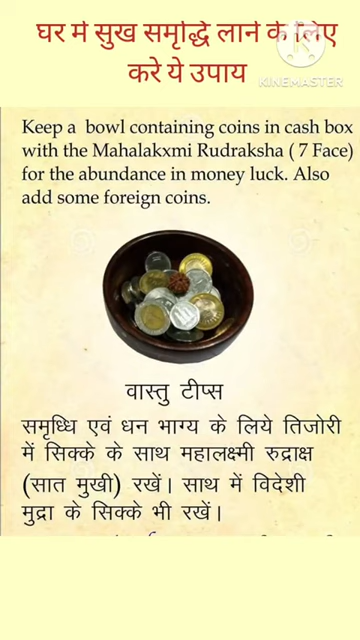 घर में सुख समृद्धि लाने के लिए
करे ये उपाय
KINEMASTER
Keep a bowl containing coins in cash box
with the Mahalakxmi Rudraksha ( 7 Face)
for the abundance in money luck. Also
add some foreign coins.
वास्तु टीप्स
समृध्धि एवं धन भाग्य के लिये तिजोरी
में सिक्के के साथ महालक्ष्मी रुद्राक्ष
(सात मुखी) रखें। साथ में विदेशी
मुद्रा के सिक्के भी रखें।